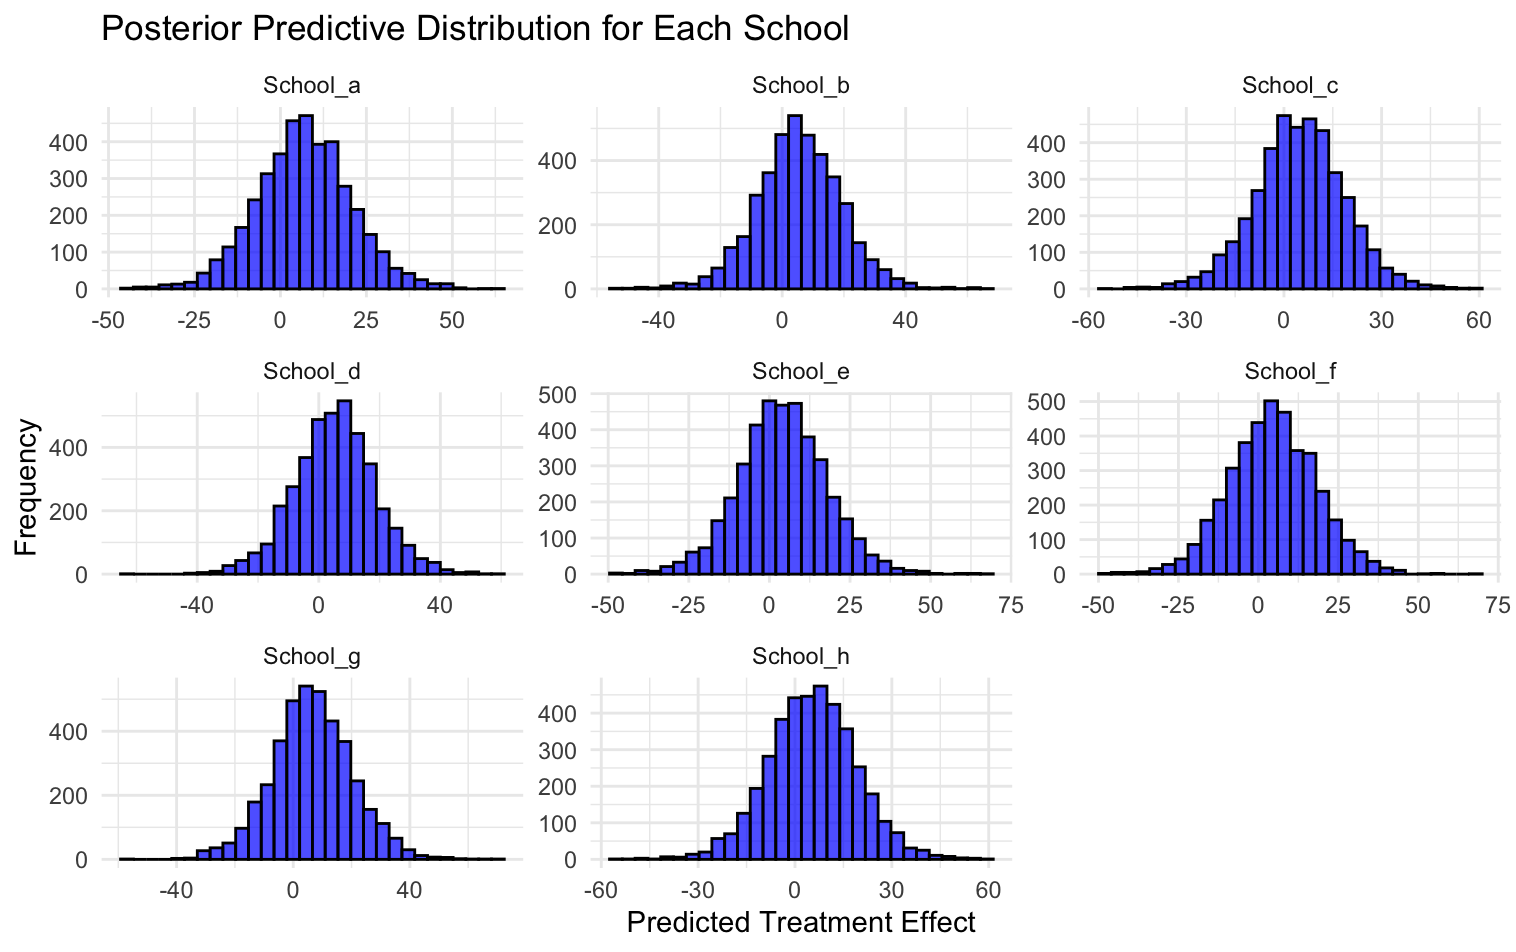 Posterior Predictive Distribution for Each School
School_a
School_b
School_c
400
300
200
100
0
-50 -25 0 25 50
400
200
0
-40 0 40
400
300
200
100
0
-60 -30 0 30 60
School_d
School_e
School_f
400
200
0
-40 0 40
500
400
300
200
100
0
-50 -25 0 25 50 75
500
400
300
200
100
0
-50 -25 0 25 50 75
Frequency
School_g
School_h
400
200
0
-40 0 40
400
300
200
100
0
-60 -30 0 30 60
Predicted Treatment Effect